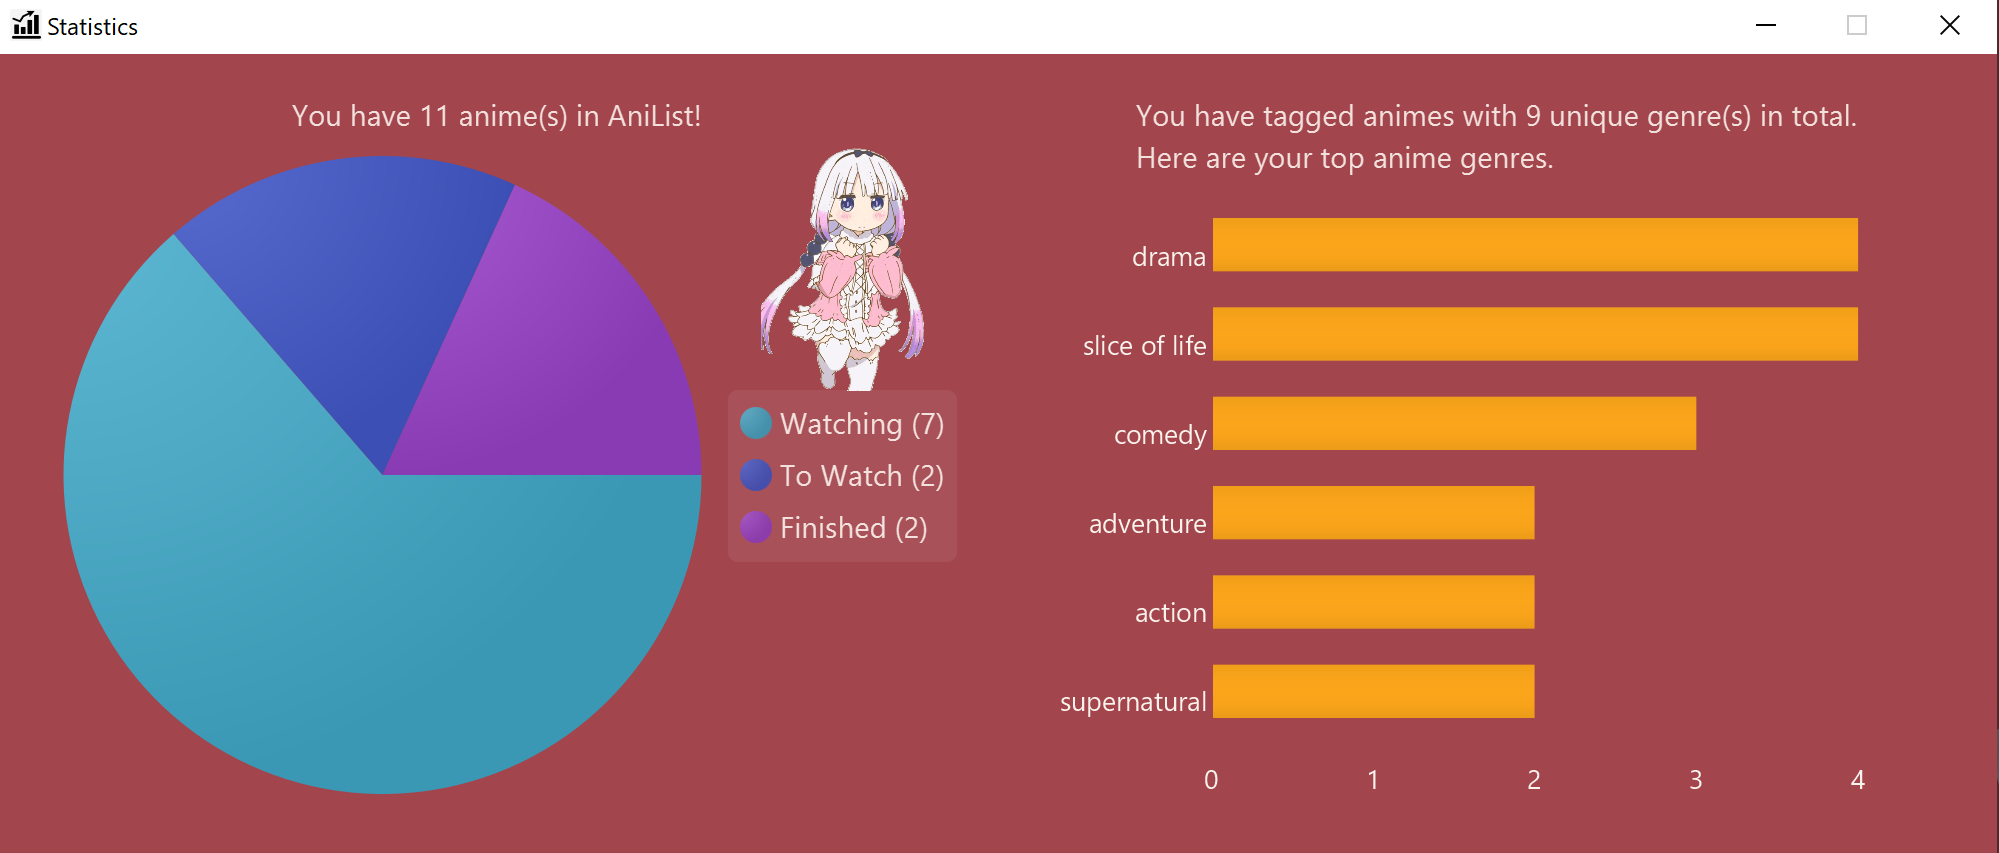 Statistics
You have 11 anime(s) in AniList!
Watching (7)
To Watch (2)
Finished (2)
You have tagged animes with 9 unique genre(s) in total.
Here are your top anime genres.
drama
slice of life
comedy
adventure
action
supernatural
0 1 2 3 4